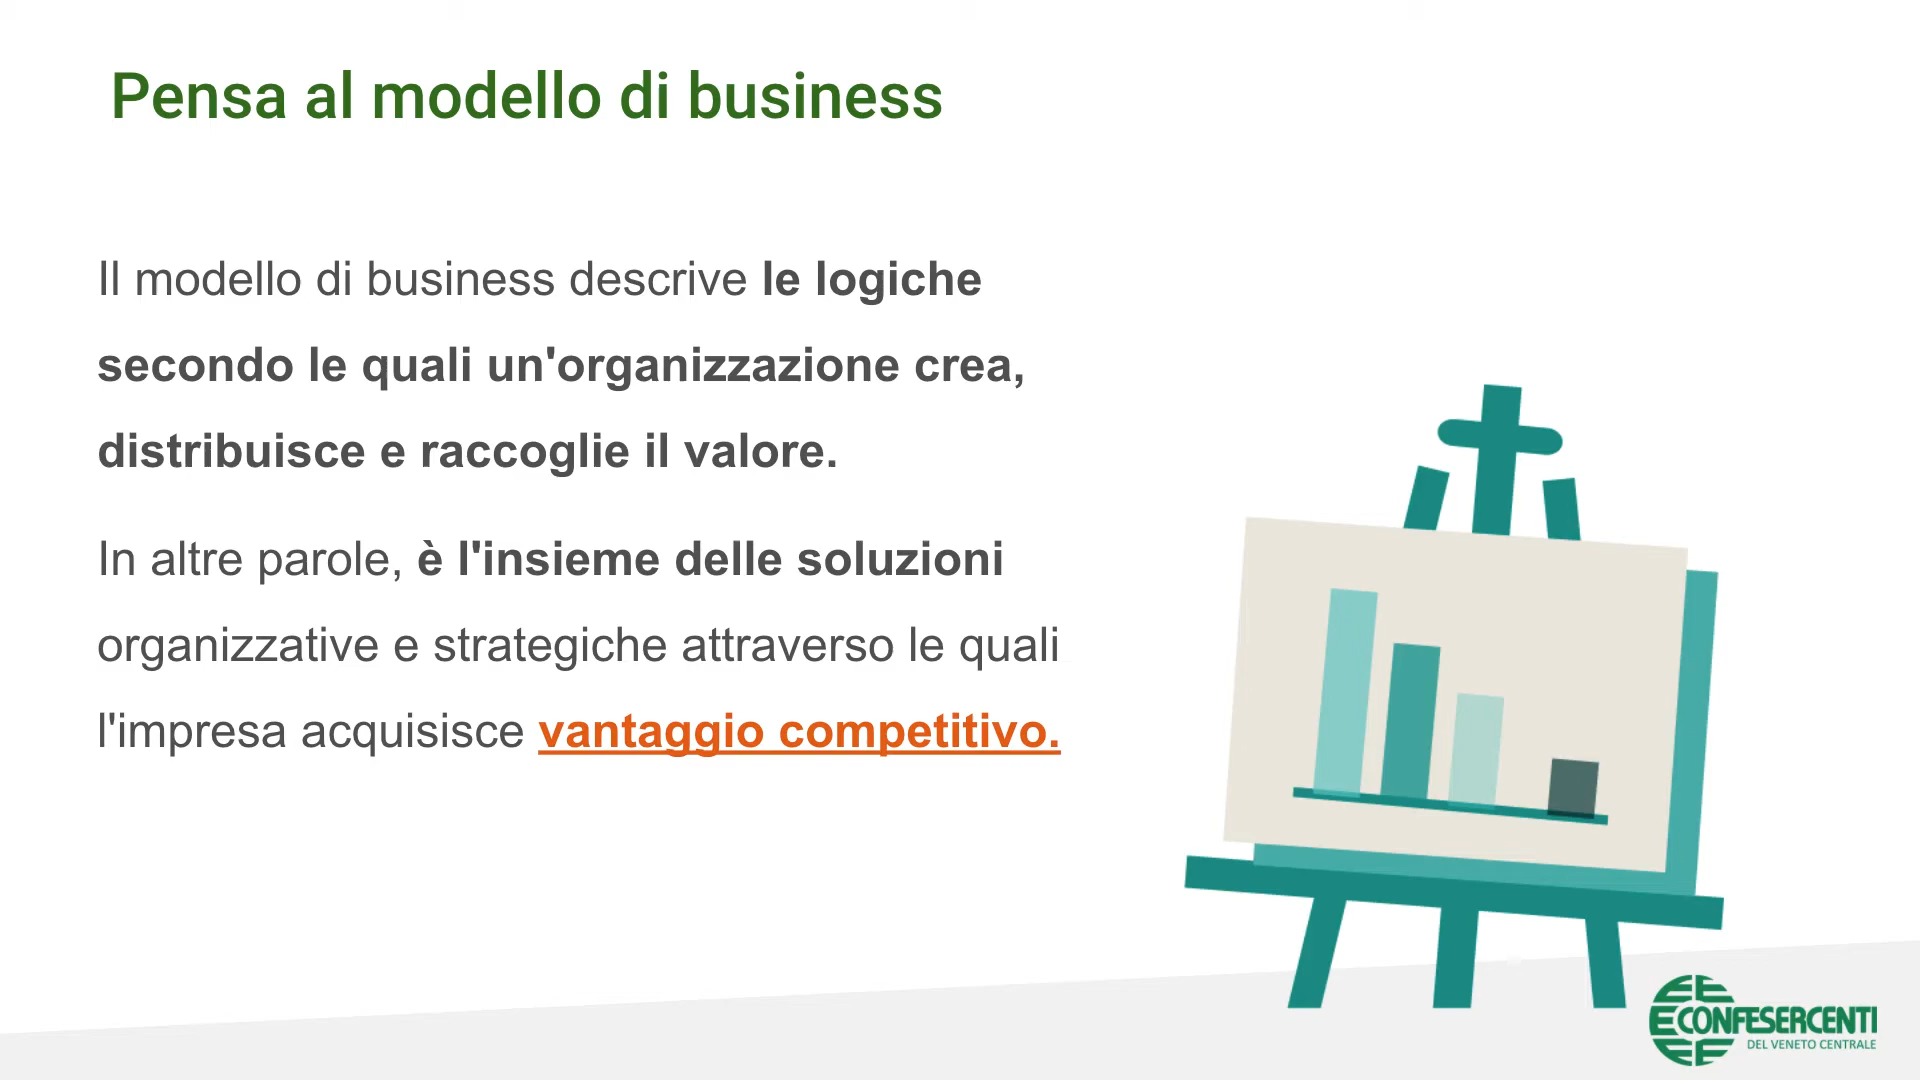 Pensa al modello di business
Il modello di business descrive le logiche
secondo le quali un'organizzazione crea,
distribuisce e raccoglie il valore.
In altre parole, è l'insieme delle soluzioni
organizzative e strategiche attraverso le quali
l'impresa acquisisce vantaggio competitivo.
CONFESERCENTI
DEL VENETO CENTRALE